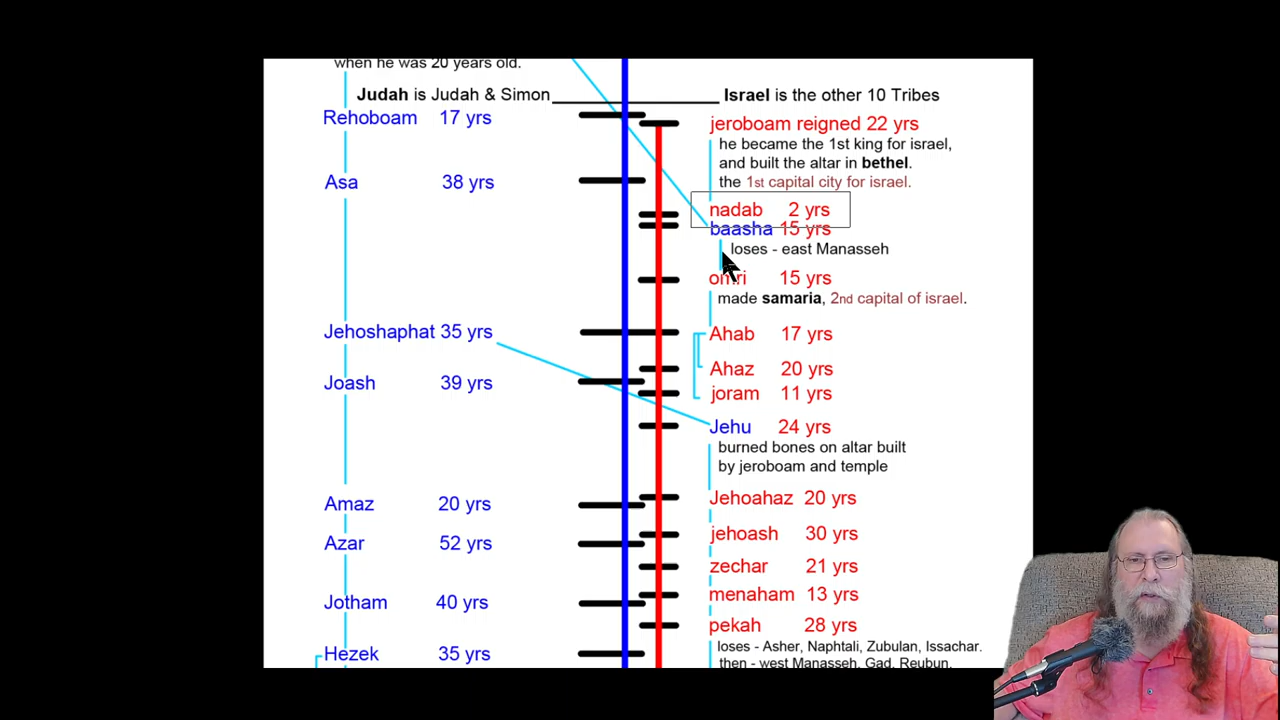 when he was 20 years old.
Judah is Judah & Simon
Israel is the other 10 Tribes
Rehoboam 17 yrs
jeroboam reigned 22 yrs
he became the 1st king for israel,
and built the altar in bethel.
the 1st capital city for israel.
Asa 38 yrs
nadab 2 yrs
baasha 15 yrs
loses - east Manasseh
omri 15 yrs
made samaria, 2nd capital of israel.
Jehoshaphat 35 yrs
Ahab 17 yrs
Ahaz 20 yrs
Joash 39 yrs
joram 11 yrs
Jehu 24 yrs
burned bones on altar built
by jeroboam and temple
Amaz 20 yrs
Jehoahaz 20 yrs
jehoash 30 yrs
Azar 52 yrs
zechar 21 yrs
menaham 13 yrs
Jotham 40 yrs
pekah 28 yrs
loses - Asher, Naphtali, Zubulan, Issachar.
Hezek 35 yrs
then - west Manasseh, Gad, Reubun.